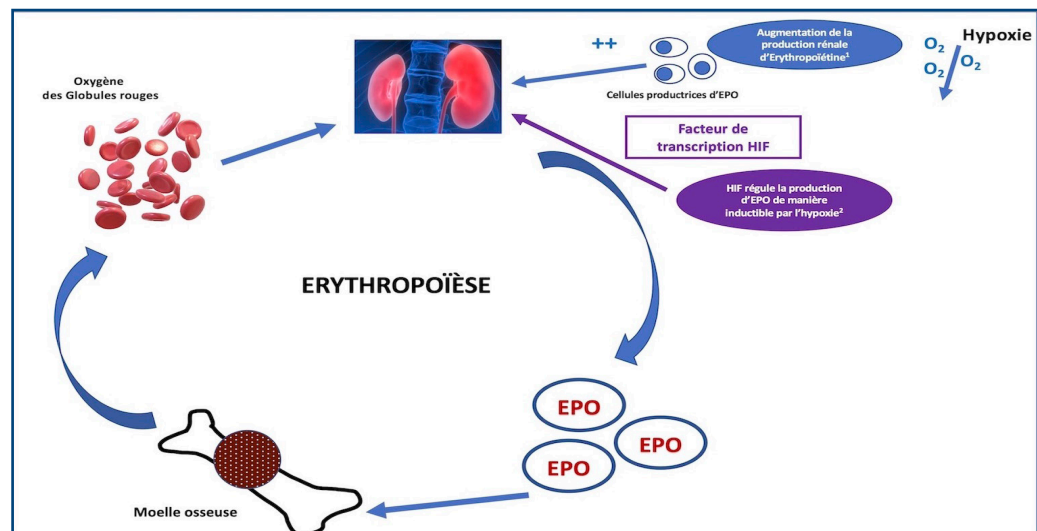 Hypoxie
O₂
O₂
O₂
Augmentation de la
production rénale
d'Erythropoïétine¹
++
Cellules productrices d'EPO
Oxygène
des Globules rouges
Facteur de
transcription HIF
HIF régule la production
d'EPO de manière
inductible par l'hypoxie²
ERYTHROPOÏÈSE
EPO
EPO
EPO
Moelle osseuse